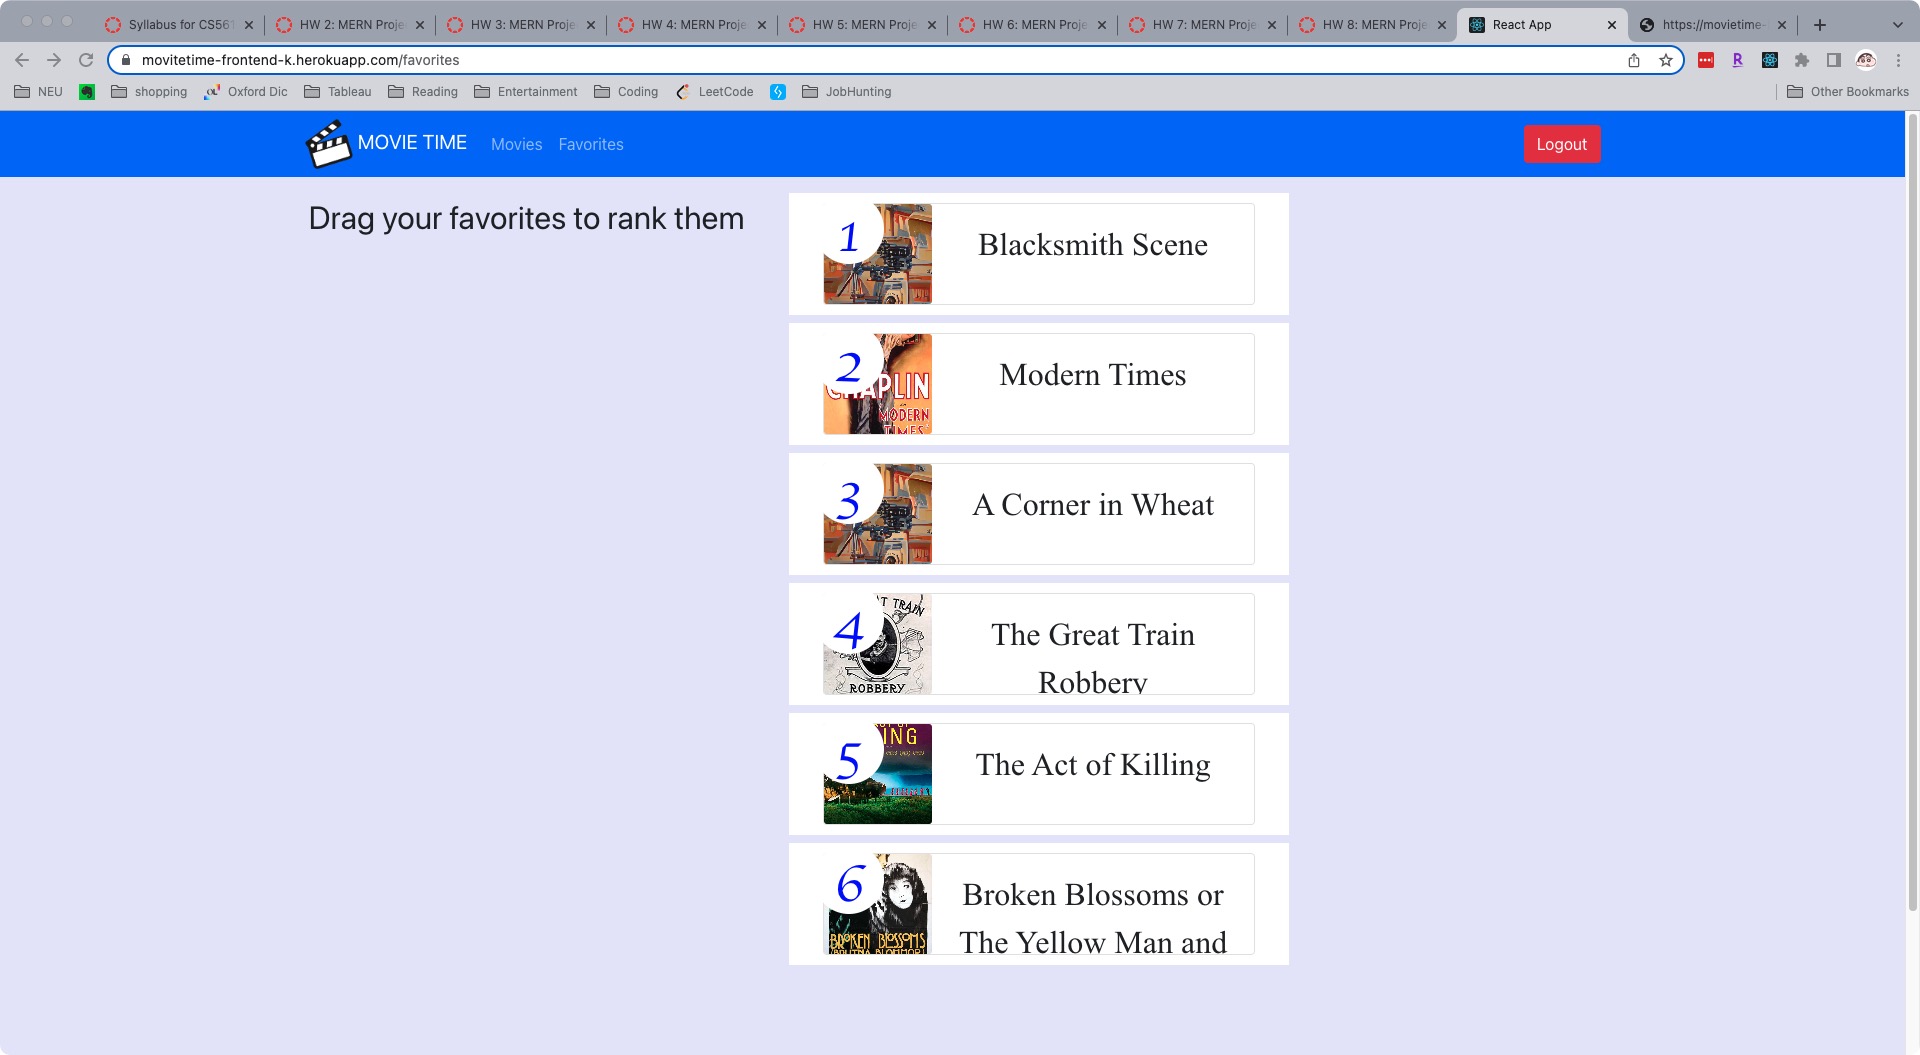 Syllabus for CS561
HW 2: MERN Proje
HW 3: MERN Proje
HW 4: MERN Proje
HW 5: MERN Proje
HW 6: MERN Proje
HW 7: MERN Proje
HW 8: MERN Proje
React App
https://movietime-
movitetime-frontend-k.herokuapp.com/favorites
NEU
shopping
Oxford Dic
Tableau
Reading
Entertainment
Coding
LeetCode
JobHunting
Other Bookmarks
MOVIE TIME
Movies
Favorites
Logout
Drag your favorites to rank them
1
Blacksmith Scene
2
CHAPLIN
MODERN
TIMES
Modern Times
3
A Corner in Wheat
4
TRAIN
ROBBERY
The Great Train
Robbery
5
ING
The Act of Killing
6
BROKEN BLOSSOMS
Broken Blossoms or
The Yellow Man and